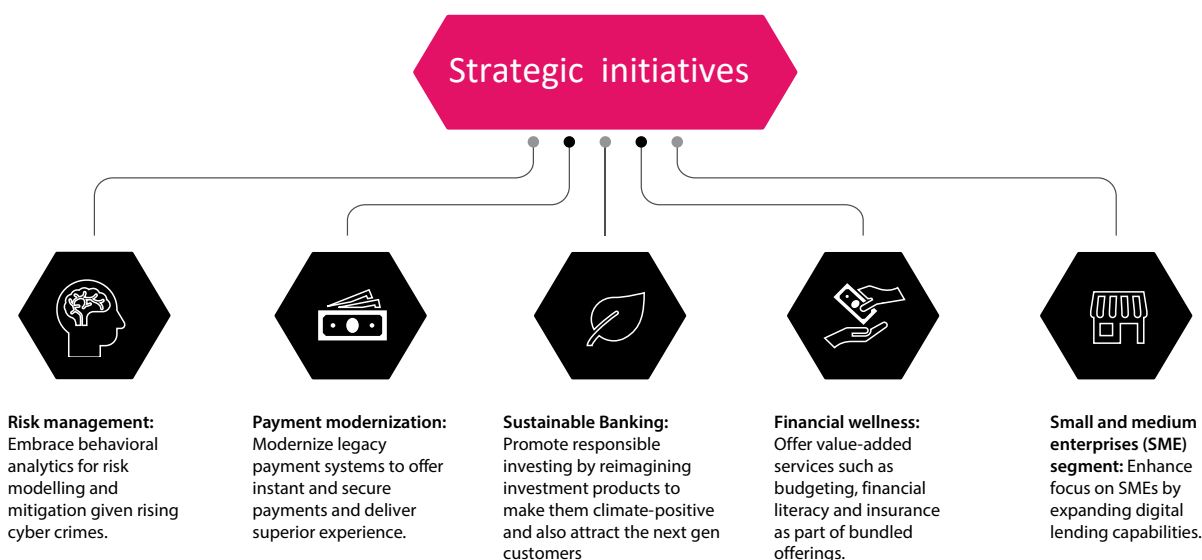 Strategic initiatives
Risk management:
Embrace behavioral
analytics for risk
modelling and
mitigation given rising
cyber crimes.
Payment modernization:
Modernize legacy
payment systems to offer
instant and secure
payments and deliver
superior experience.
Sustainable Banking:
Promote responsible
investing by reimagining
investment products to
make them climate-positive
and also attract the next gen
customers
Financial wellness:
Offer value-added
services such as
budgeting, financial
literacy and insurance
as part of bundled
offerings.
Small and medium
enterprises (SME)
segment: Enhance
focus on SMEs by
expanding digital
lending capabilities.